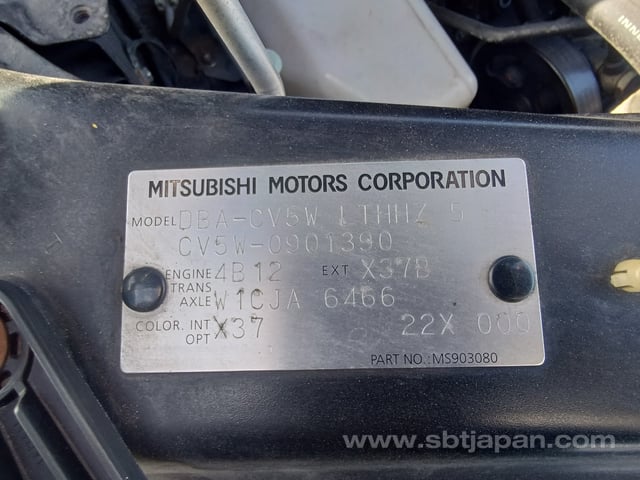 MITSUBISHI MOTORS CORPORATION
MODEL DBA-CV5W LTHHZ 5
CV5W-0901390
ENGINE 4B12 EXT X37B
TRANS AXLE W1CJA 6466
COLOR. INT OPT X37 22X 000
PART NO.:MS903080
www.sbtjapan.com